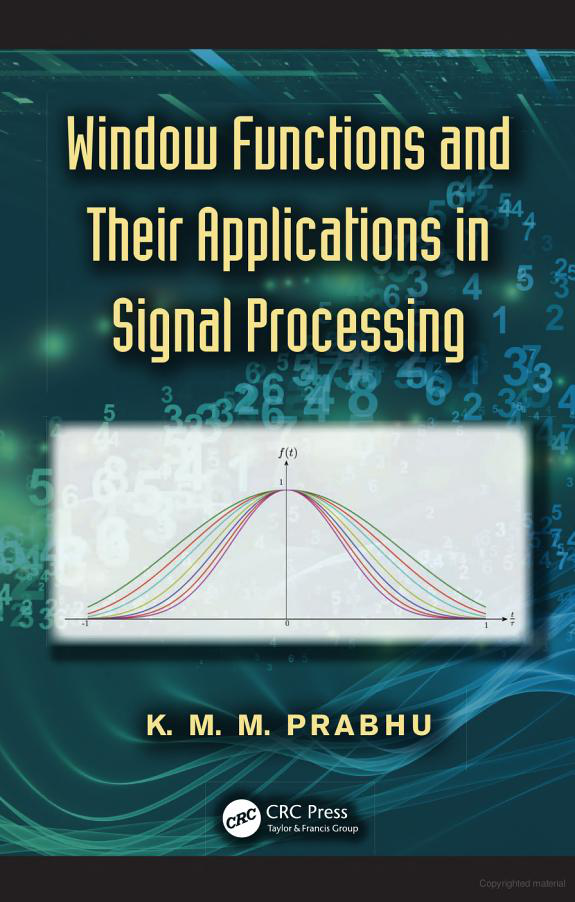 Window Functions and
Their Applications in
Signal Processing
f(t)
1
-1
0
1
t/τ
K. M. M. PRABHU
CRC
CRC Press
Taylor & Francis Group
Copyrighted material